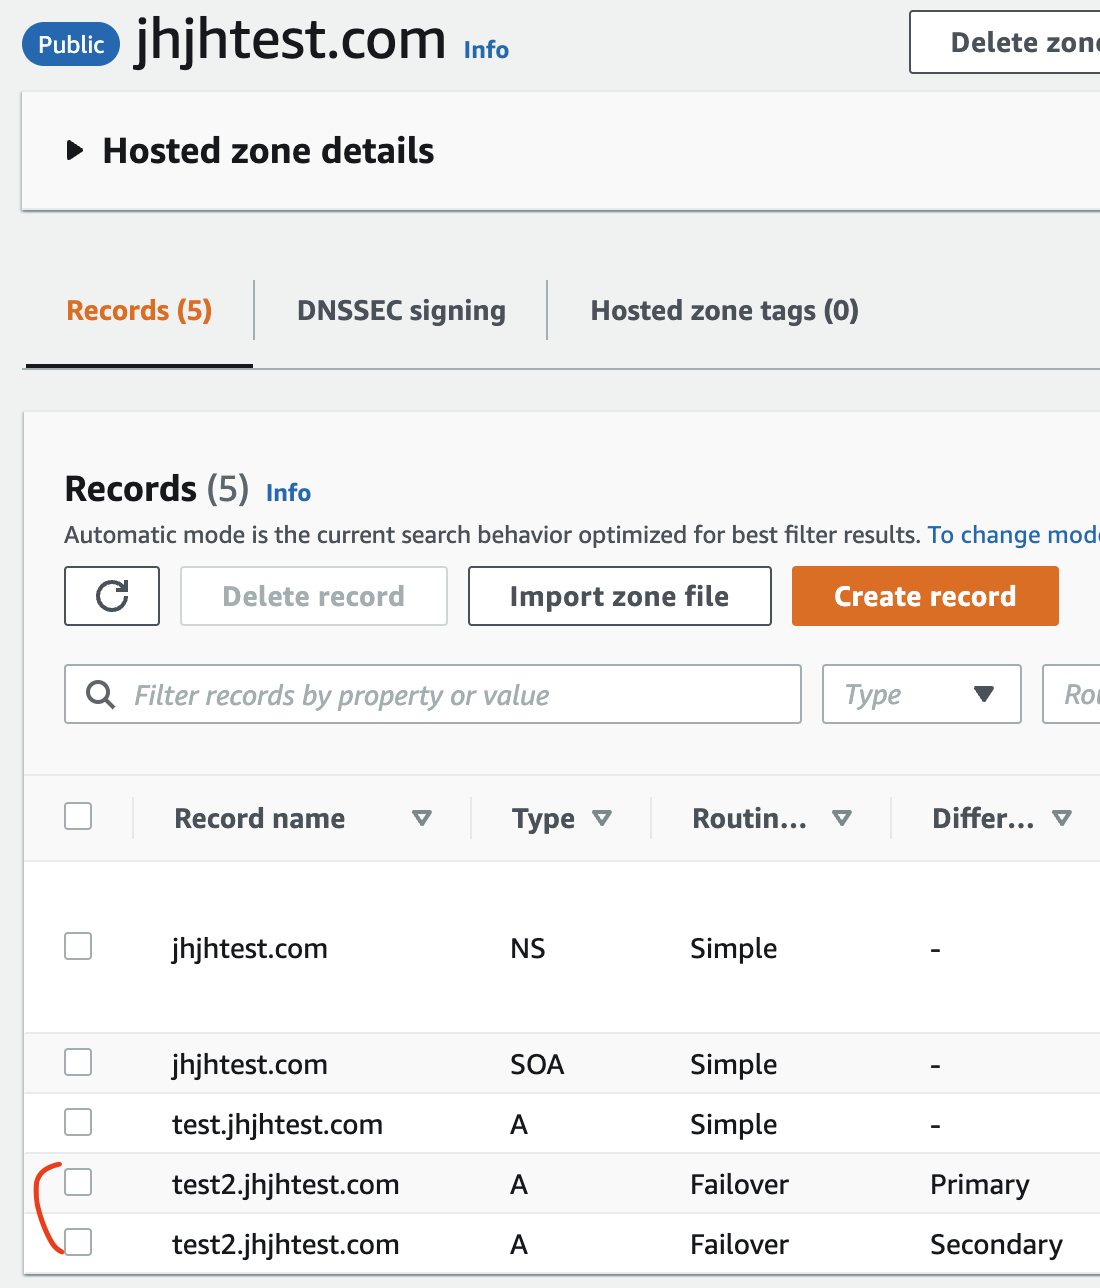 Public jhjhtest.com Info
Delete zone
Hosted zone details
Records (5) DNSSEC signing Hosted zone tags (0)
Records (5) Info
Automatic mode is the current search behavior optimized for best filter results. To change mode
Delete record Import zone file Create record
Filter records by property or value Type Rou
Record name Type Routin... Differ...
jhjhtest.com NS Simple -
jhjhtest.com SOA Simple -
test.jhjhtest.com A Simple -
test2.jhjhtest.com A Failover Primary
test2.jhjhtest.com A Failover Secondary